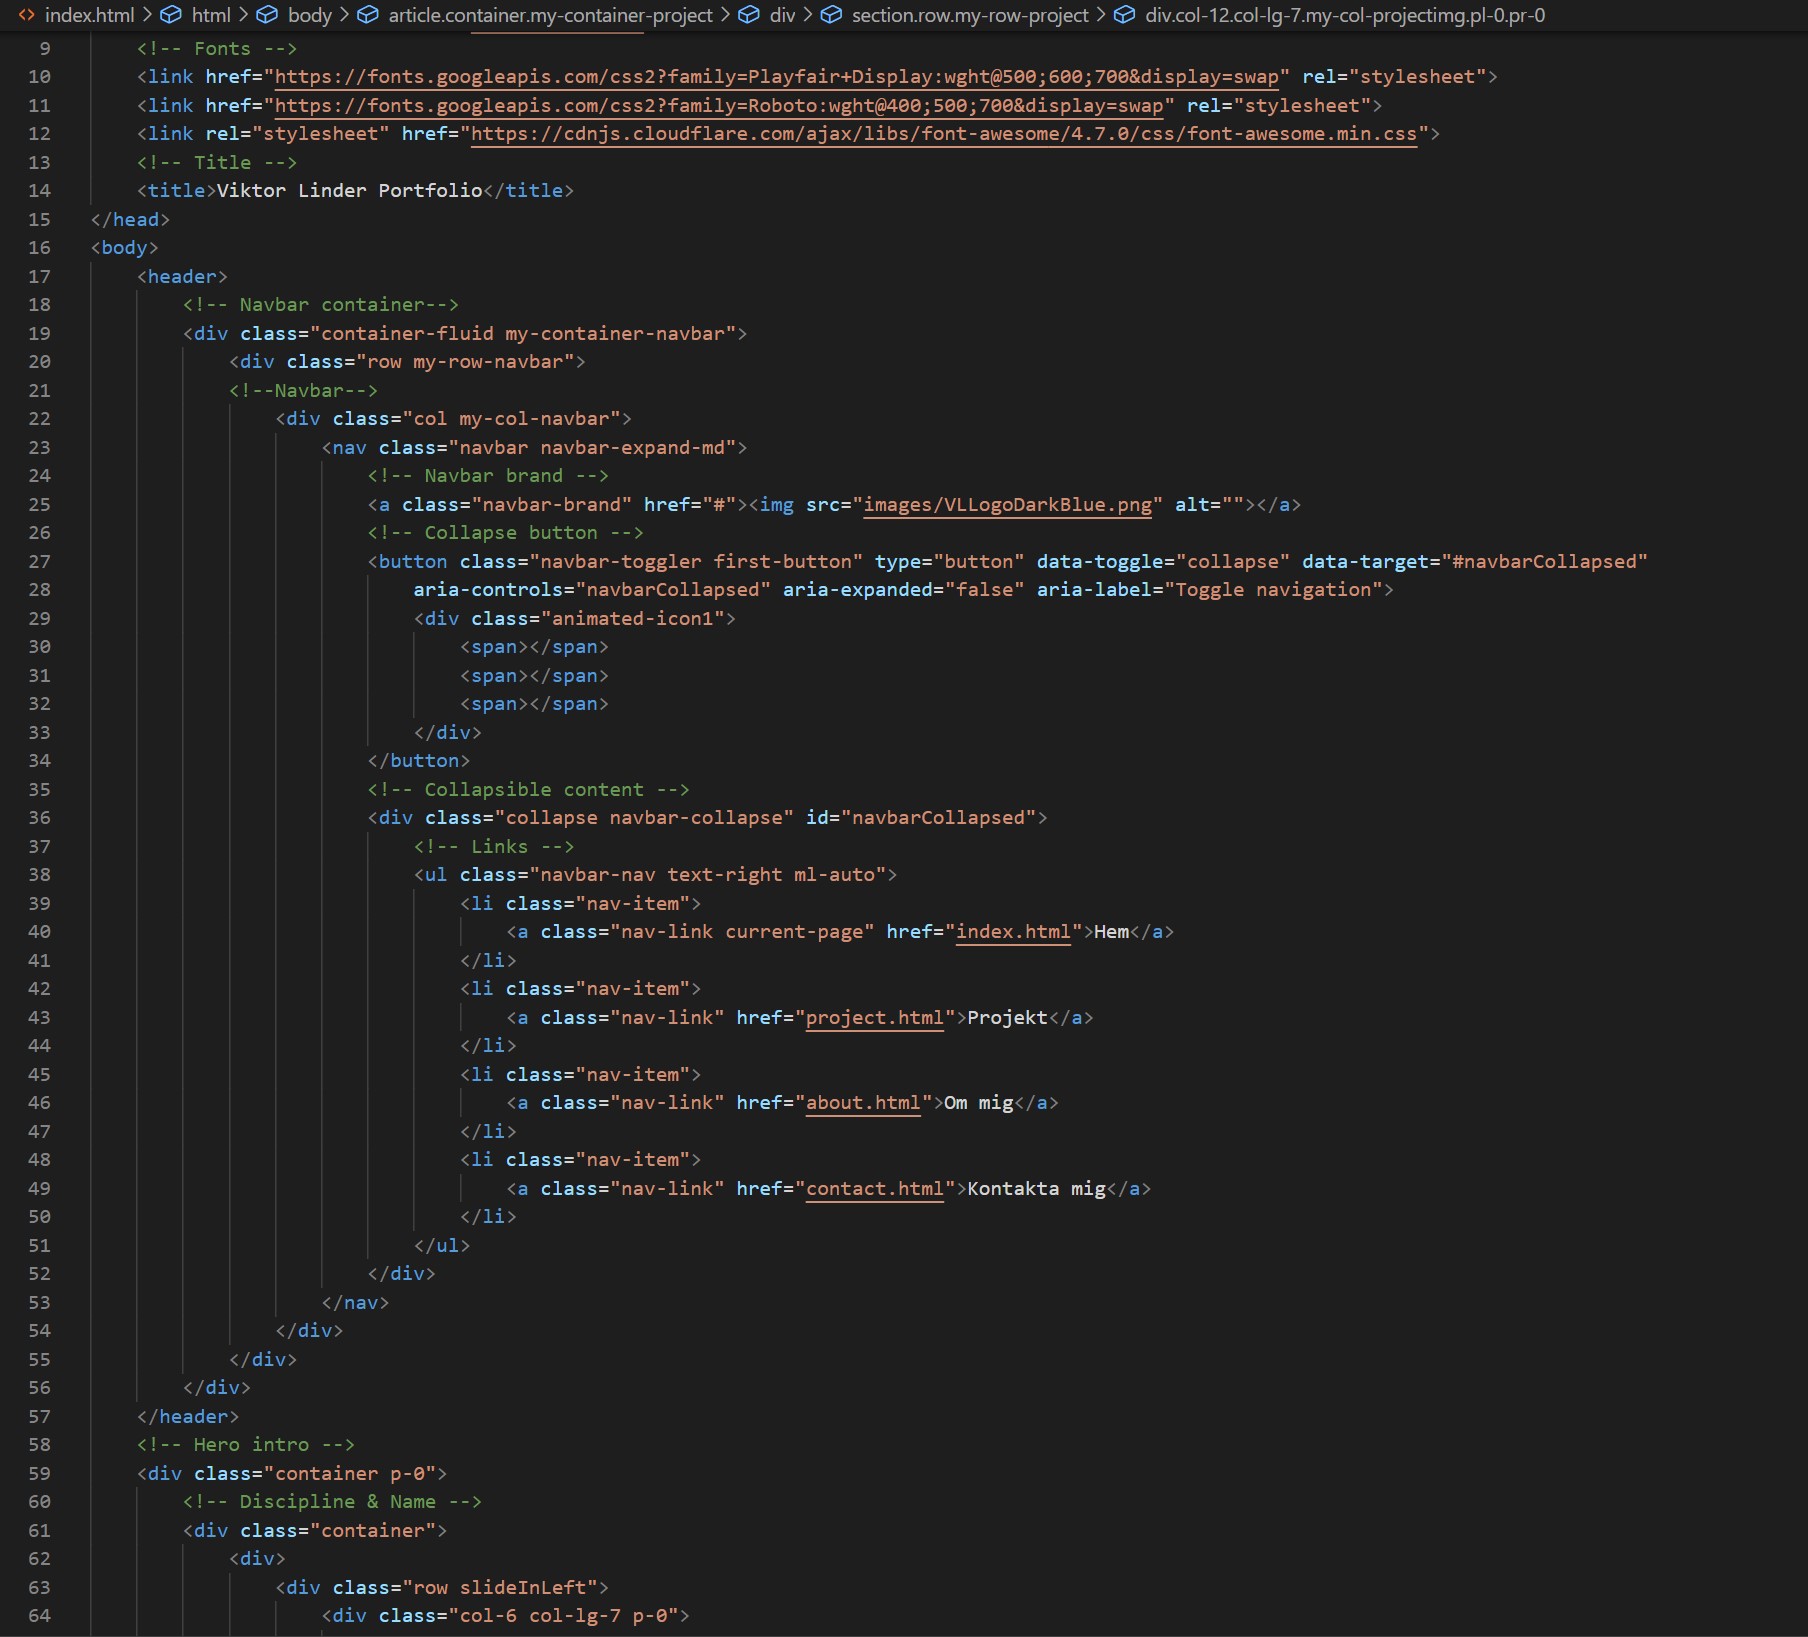 index.html > html > body > article.container.my-container-project > div > section.row.my-row-project > div.col-12.col-lg-7.my-col-projectimg.pl-0.pr-0
9 <!-- Fonts -->
10 <link href="https://fonts.googleapis.com/css2?family=Playfair+Display:wght@500;600;700&display=swap" rel="stylesheet">
11 <link href="https://fonts.googleapis.com/css2?family=Roboto:wght@400;500;700&display=swap" rel="stylesheet">
12 <link rel="stylesheet" href="https://cdnjs.cloudflare.com/ajax/libs/font-awesome/4.7.0/css/font-awesome.min.css">
13 <!-- Title -->
14 <title>Viktor Linder Portfolio</title>
15 </head>
16 <body>
17 <header>
18 <!-- Navbar container-->
19 <div class="container-fluid my-container-navbar">
20 <div class="row my-row-navbar">
21 <!--Navbar-->
22 <div class="col my-col-navbar">
23 <nav class="navbar navbar-expand-md">
24 <!-- Navbar brand -->
25 <a class="navbar-brand" href="#"><img src="images/VLLogoDarkBlue.png" alt=""></a>
26 <!-- Collapse button -->
27 <button class="navbar-toggler first-button" type="button" data-toggle="collapse" data-target="#navbarCollapsed"
28 aria-controls="navbarCollapsed" aria-expanded="false" aria-label="Toggle navigation">
29 <div class="animated-icon1">
30 <span></span>
31 <span></span>
32 <span></span>
33 </div>
34 </button>
35 <!-- Collapsible content -->
36 <div class="collapse navbar-collapse" id="navbarCollapsed">
37 <!-- Links -->
38 <ul class="navbar-nav text-right ml-auto">
39 <li class="nav-item">
40 <a class="nav-link current-page" href="index.html">Hem</a>
41 </li>
42 <li class="nav-item">
43 <a class="nav-link" href="project.html">Projekt</a>
44 </li>
45 <li class="nav-item">
46 <a class="nav-link" href="about.html">Om mig</a>
47 </li>
48 <li class="nav-item">
49 <a class="nav-link" href="contact.html">Kontakta mig</a>
50 </li>
51 </ul>
52 </div>
53 </nav>
54 </div>
55 </div>
56 </div>
57 </header>
58 <!-- Hero intro -->
59 <div class="container p-0">
60 <!-- Discipline & Name -->
61 <div class="container">
62 <div>
63 <div class="row slideInLeft">
64 <div class="col-6 col-lg-7 p-0">